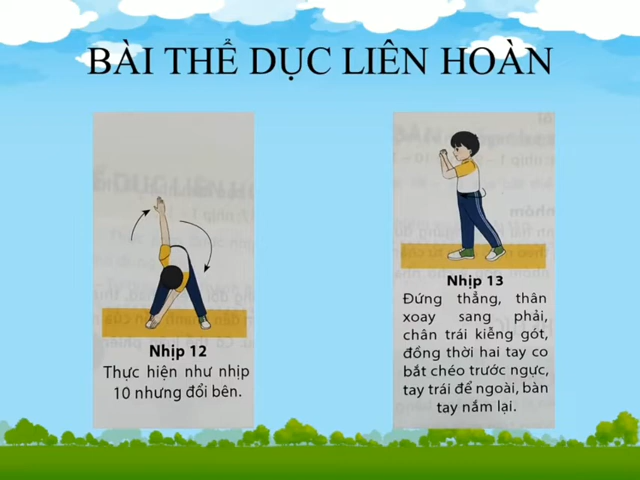 BÀI THỂ DỤC LIÊN HOÀN
Nhịp 12
Thực hiện như nhịp
10 nhưng đổi bên.
Nhịp 13
Đứng thẳng, thân
xoay sang phải,
chân trái kiễng gót,
đồng thời hai tay co
bắt chéo trước ngực,
tay trái để ngoài, bàn
tay nắm lại.